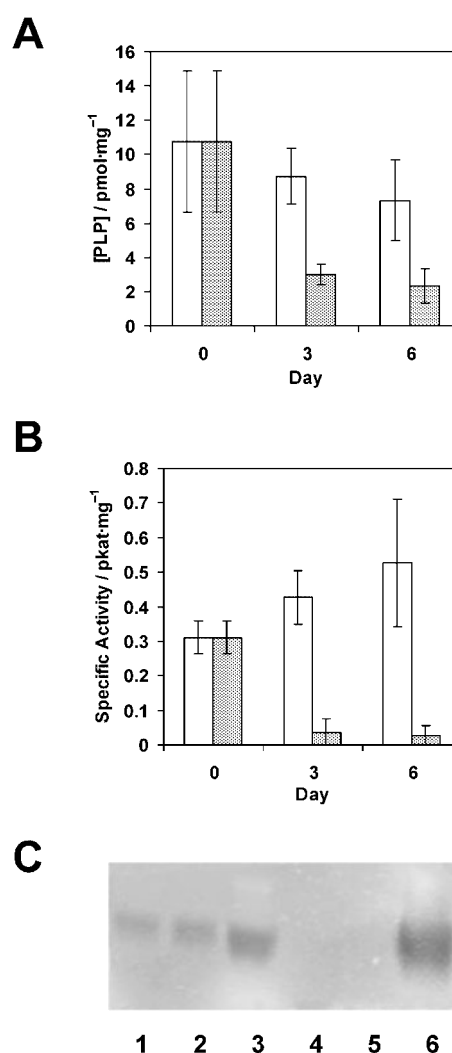 A
[PLP] / pmol·mg⁻¹
16
14
12
10
8
6
4
2
0
0 3 6
Day
B
Specific Activity / pkat·mg⁻¹
0.8
0.7
0.6
0.5
0.4
0.3
0.2
0.1
0
0 3 6
Day
C
1 2 3 4 5 6